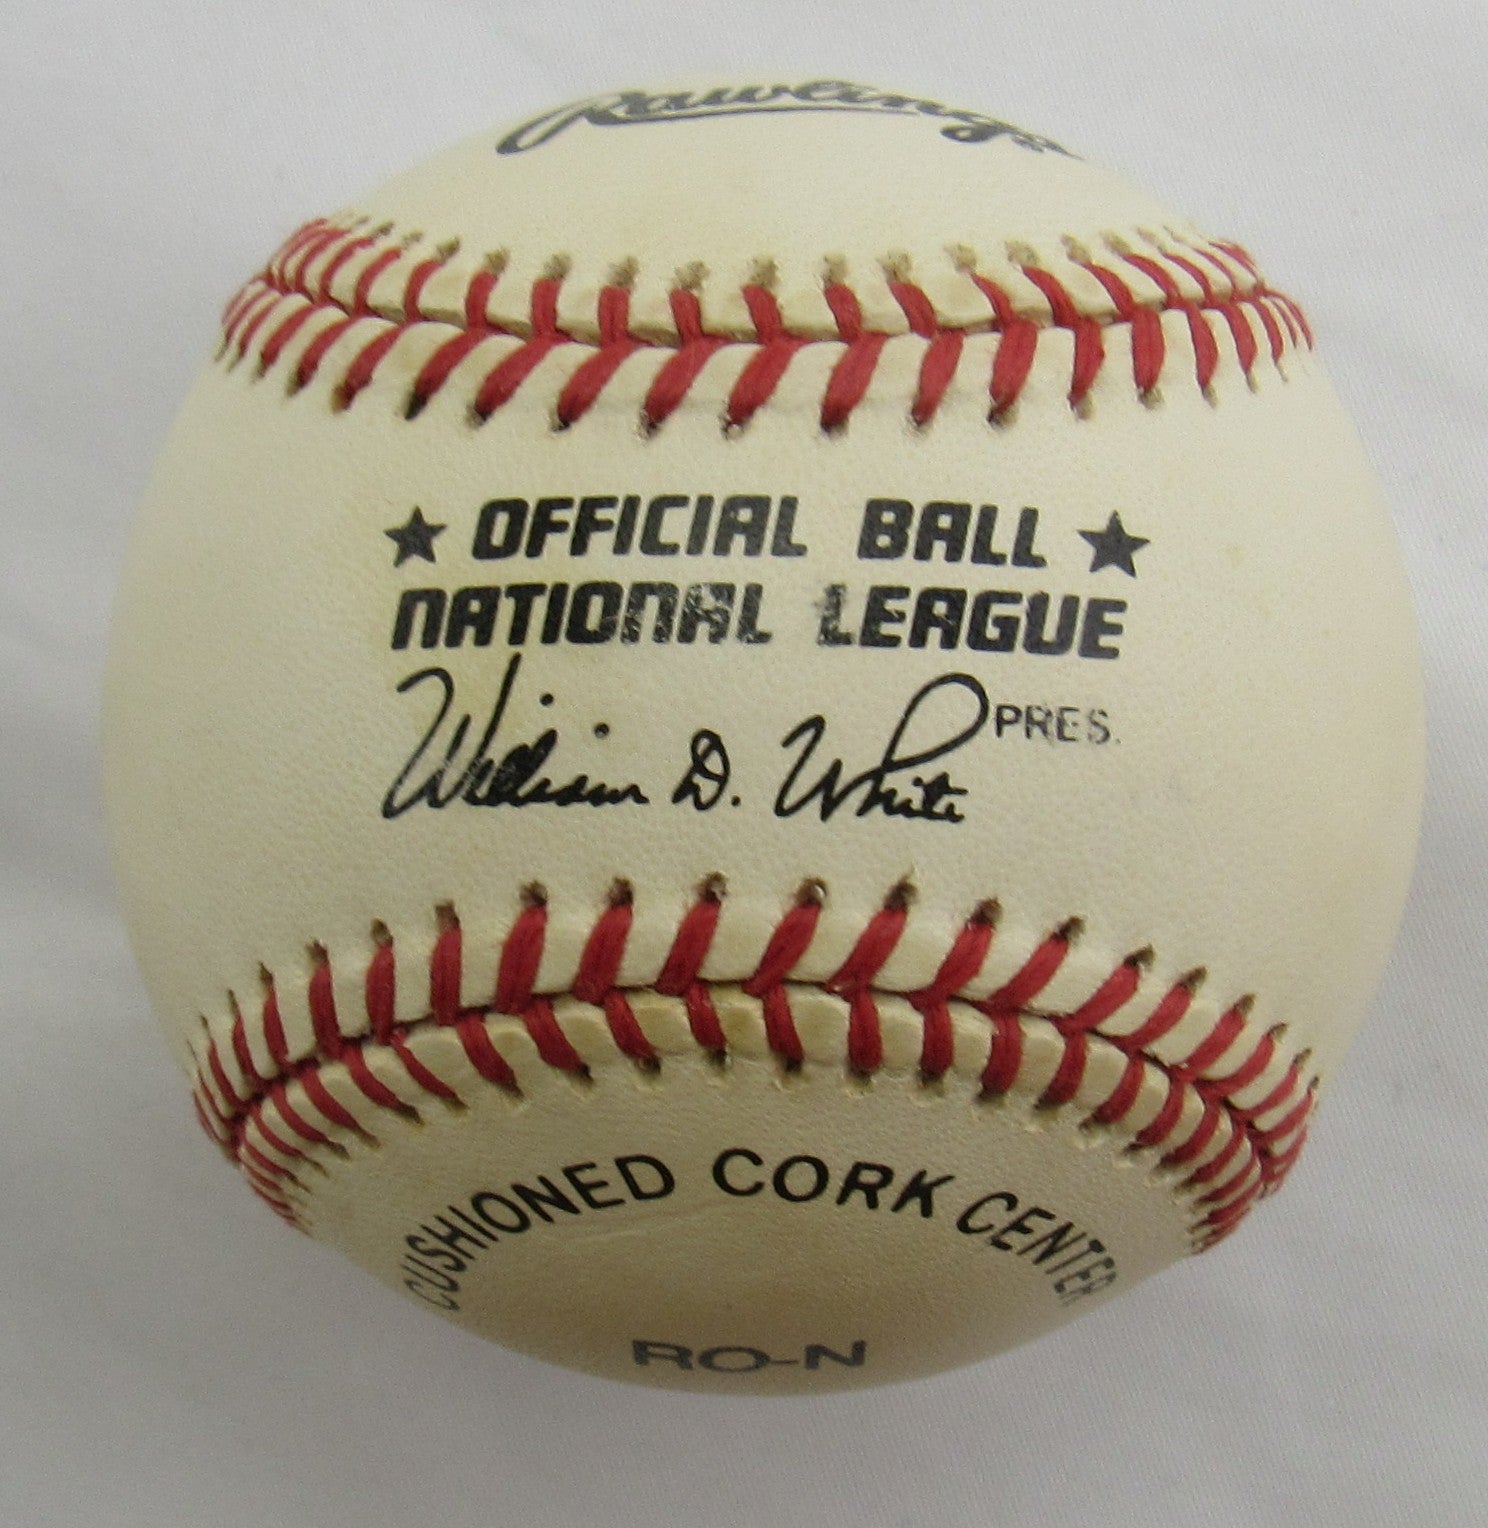 Rawlings
★ OFFICIAL BALL ★
NATIONAL LEAGUE
William D. White PRES.
CUSHIONED CORK CENTER
RO-N